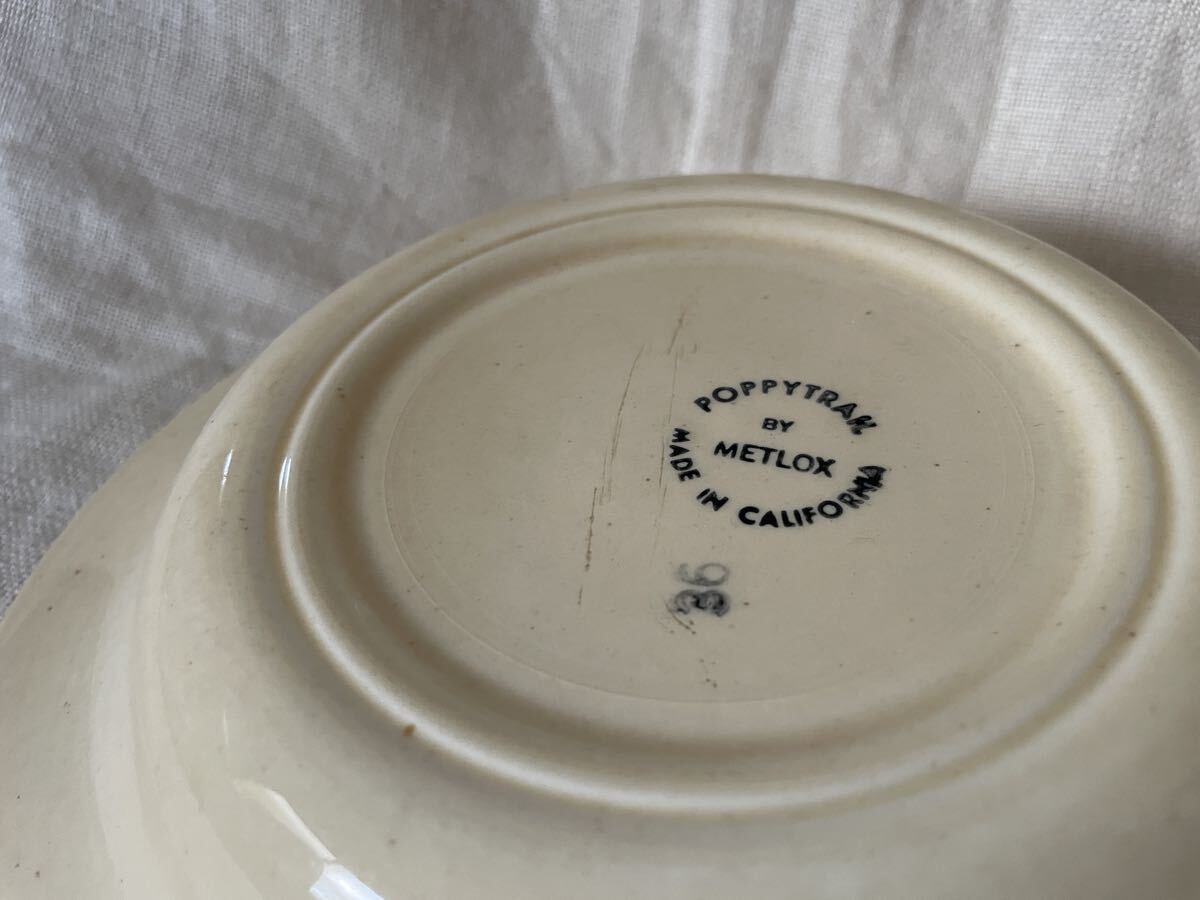 POPPYTRAIL
BY
METLOX
MADE IN CALIFORNIA
36